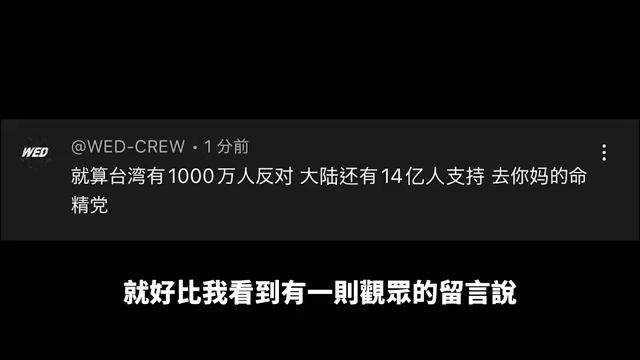 WED
@WED-CREW • 1 分前
就算台湾有1000万人反对 大陆还有14亿人支持 去你妈的命
精党
就好比我看到有一則觀眾的留言說